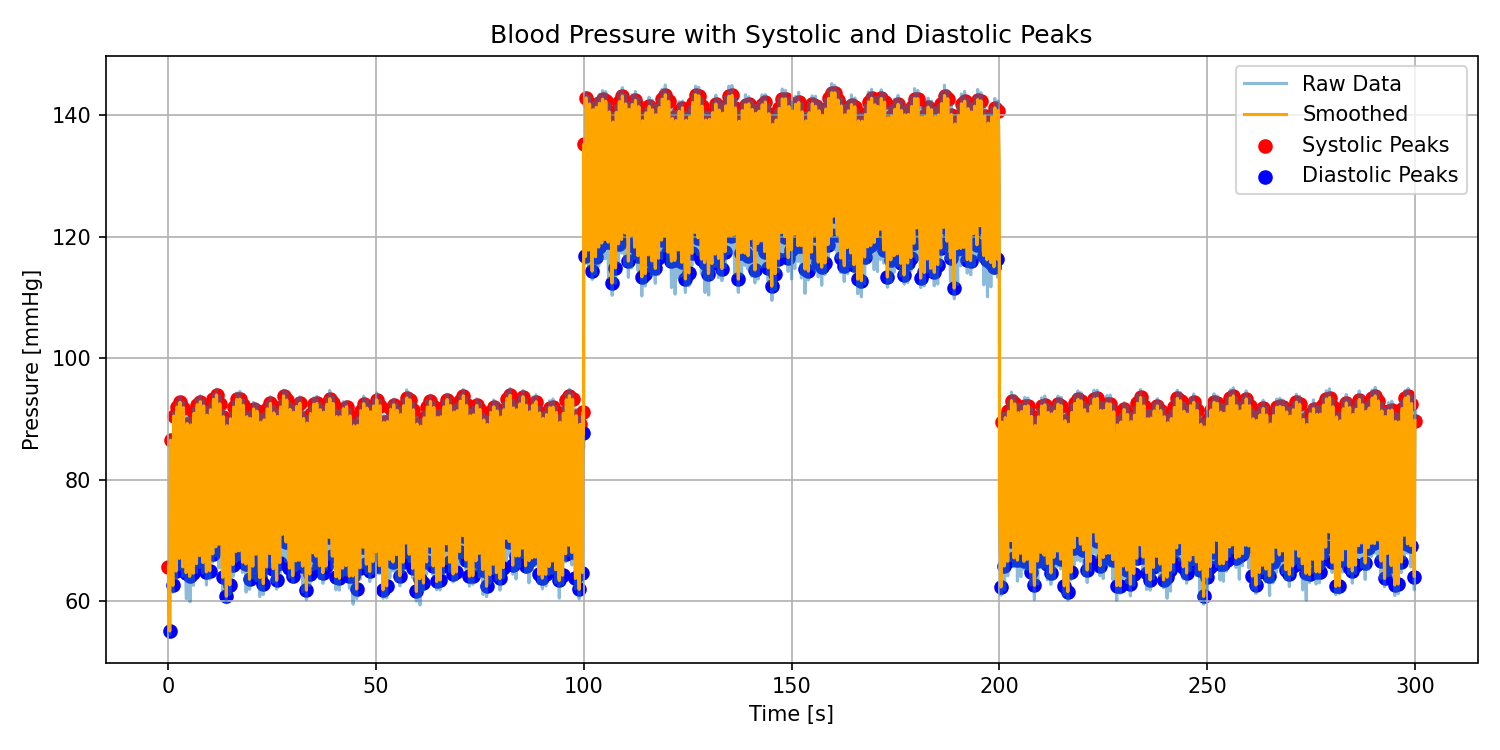 Blood Pressure with Systolic and Diastolic Peaks
Raw Data
Smoothed
Systolic Peaks
Diastolic Peaks
140
120
100
80
60
Pressure [mmHg]
0 50 100 150 200 250 300
Time [s]